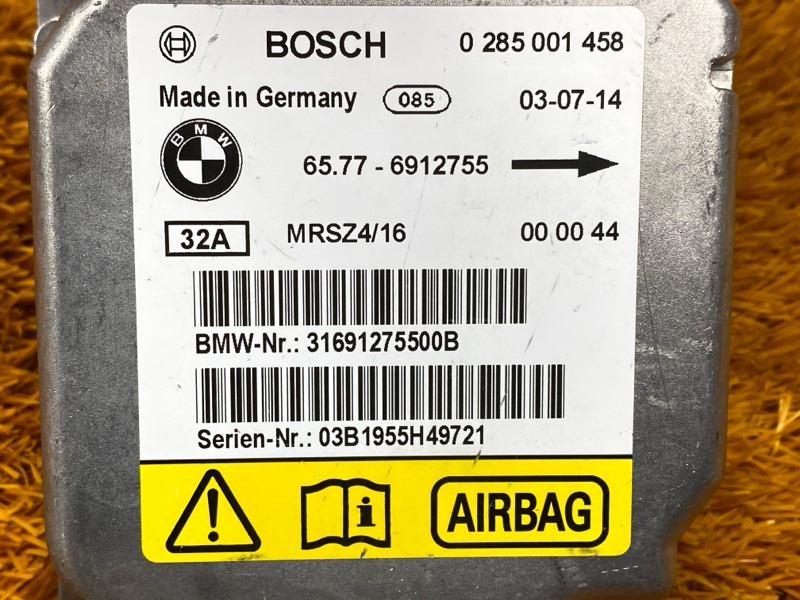 BOSCH 0 285 001 458
Made in Germany 085 03-07-14
BMW 65.77 - 6912755
32A MRSZ4/16 00 00 44
BMW-Nr.: 31691275500B
Serien-Nr.: 03B1955H49721
i AIRBAG